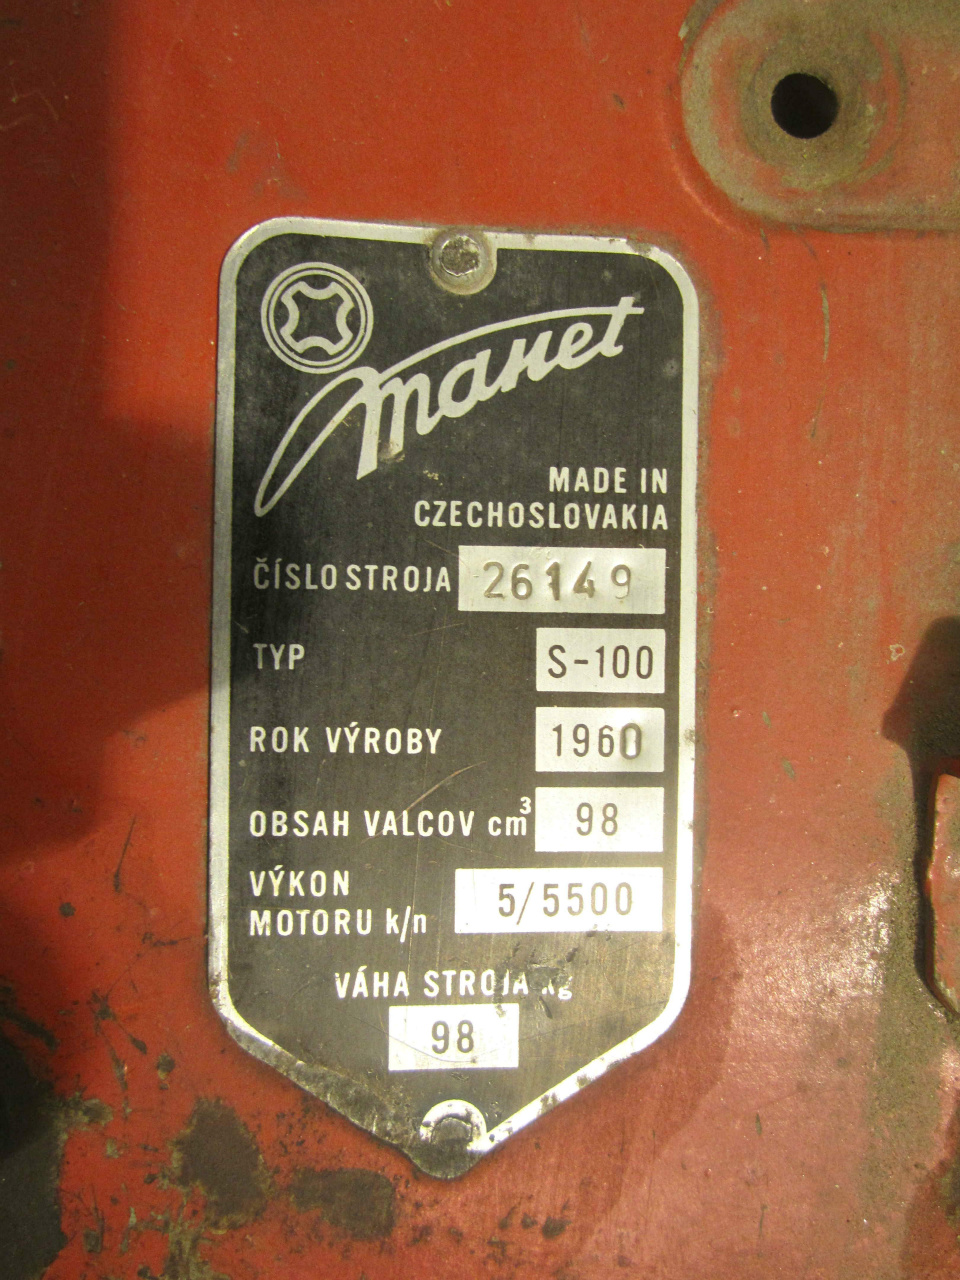 Manet
MADE IN
CZECHOSLOVAKIA
ČÍSLO STROJA 26149
TYP S-100
ROK VÝROBY 1960
OBSAH VALCOV cm³ 98
VÝKON
MOTORU k/n 5/5500
VÁHA STROJA kg
98